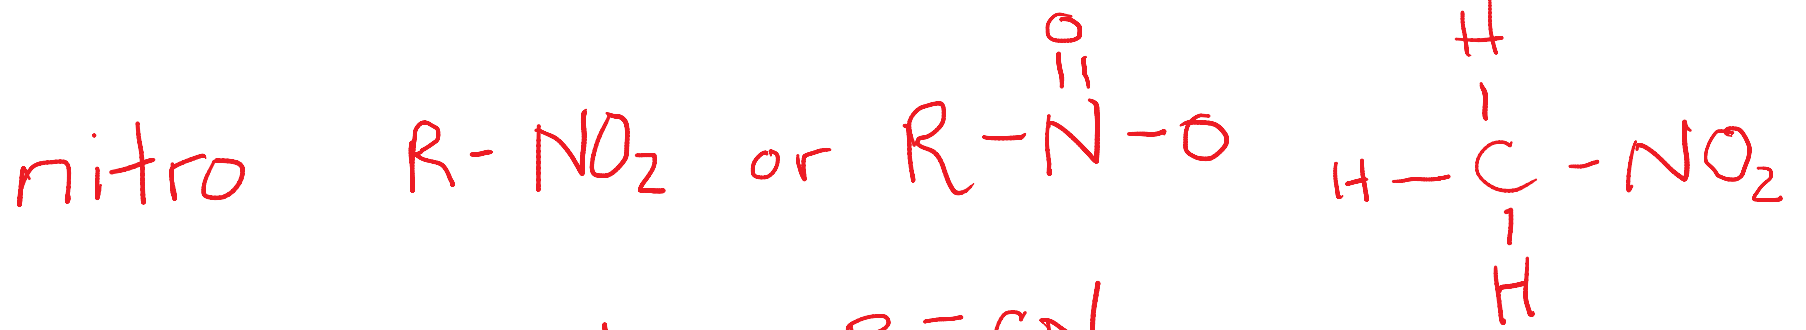 nitro R-NO₂ or R-N(=O)-O H-C(-H)(-H)-NO₂